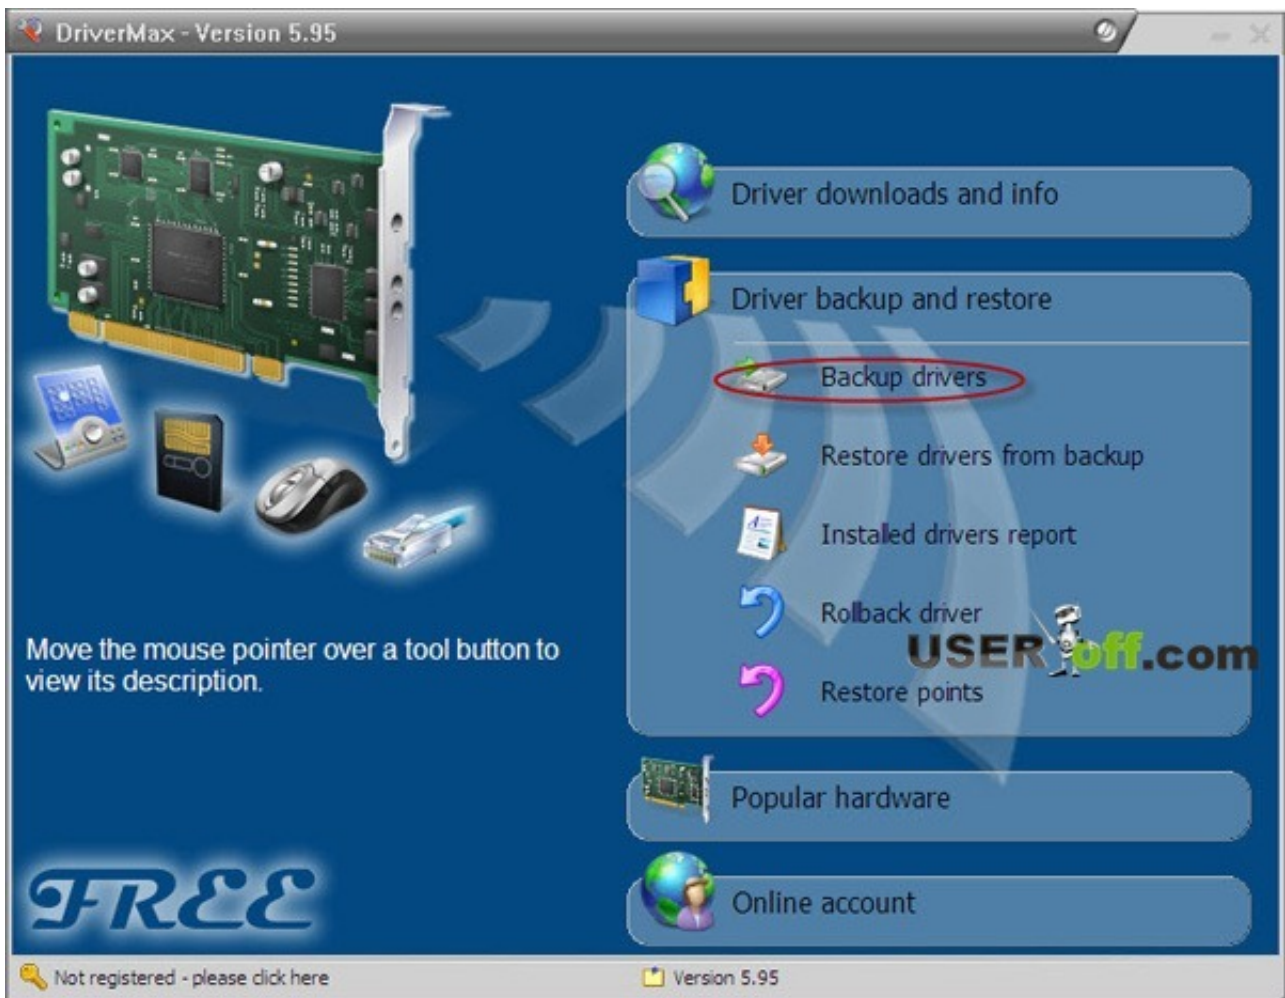 DriverMax - Version 5.95
Driver downloads and info
Driver backup and restore
Backup drivers
Restore drivers from backup
Installed drivers report
Rollback driver
Restore points
USERoff.com
Popular hardware
Online account
Move the mouse pointer over a tool button to
view its description.
FREE
Not registered - please click here
Version 5.95